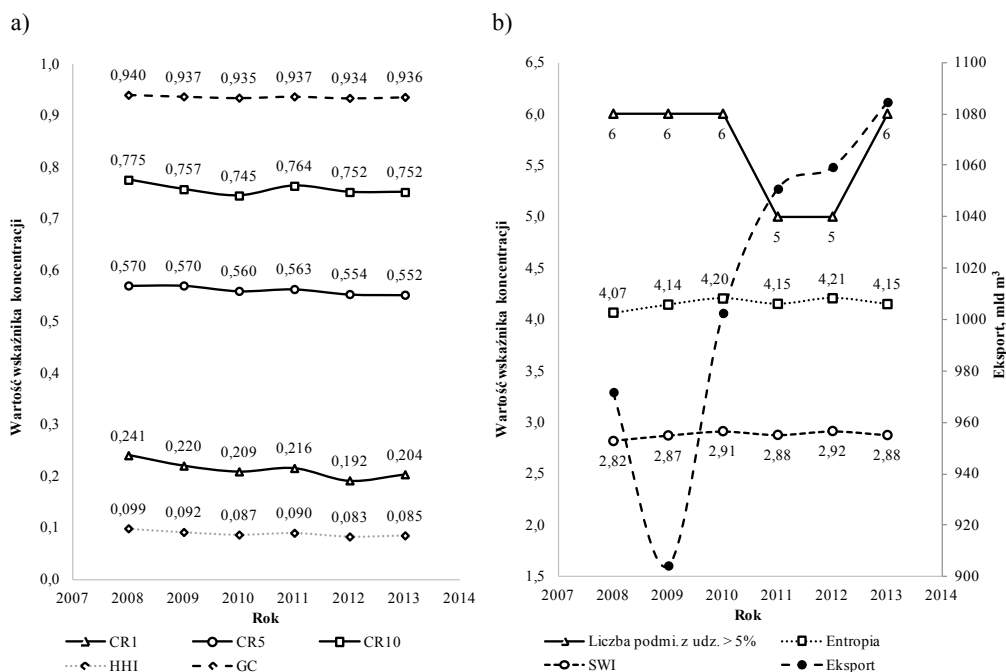 a)
Wartość wskaźnika koncentracji
1,0
0,9
0,8
0,7
0,6
0,5
0,4
0,3
0,2
0,1
0,0
0,940 0,937 0,935 0,937 0,934 0,936
0,775 0,757 0,745 0,764 0,752 0,752
0,570 0,570 0,560 0,563 0,554 0,552
0,241 0,220 0,209 0,216 0,192 0,204
0,099 0,092 0,087 0,090 0,083 0,085
2007 2008 2009 2010 2011 2012 2013 2014
Rok
CR1 CR5 CR10
HHI GC
b)
Wartość wskaźnika koncentracji
6,5
6,0
5,5
5,0
4,5
4,0
3,5
3,0
2,5
2,0
1,5
6 6 6 5 5 6
4,07 4,14 4,20 4,15 4,21 4,15
2,82 2,87 2,91 2,88 2,92 2,88
1100
1080
1060
1040
1020
1000
980
960
940
920
900
Eksport, mld m³
2007 2008 2009 2010 2011 2012 2013 2014
Rok
Liczba podmi. z udz. > 5% Entropia
SWI Eksport